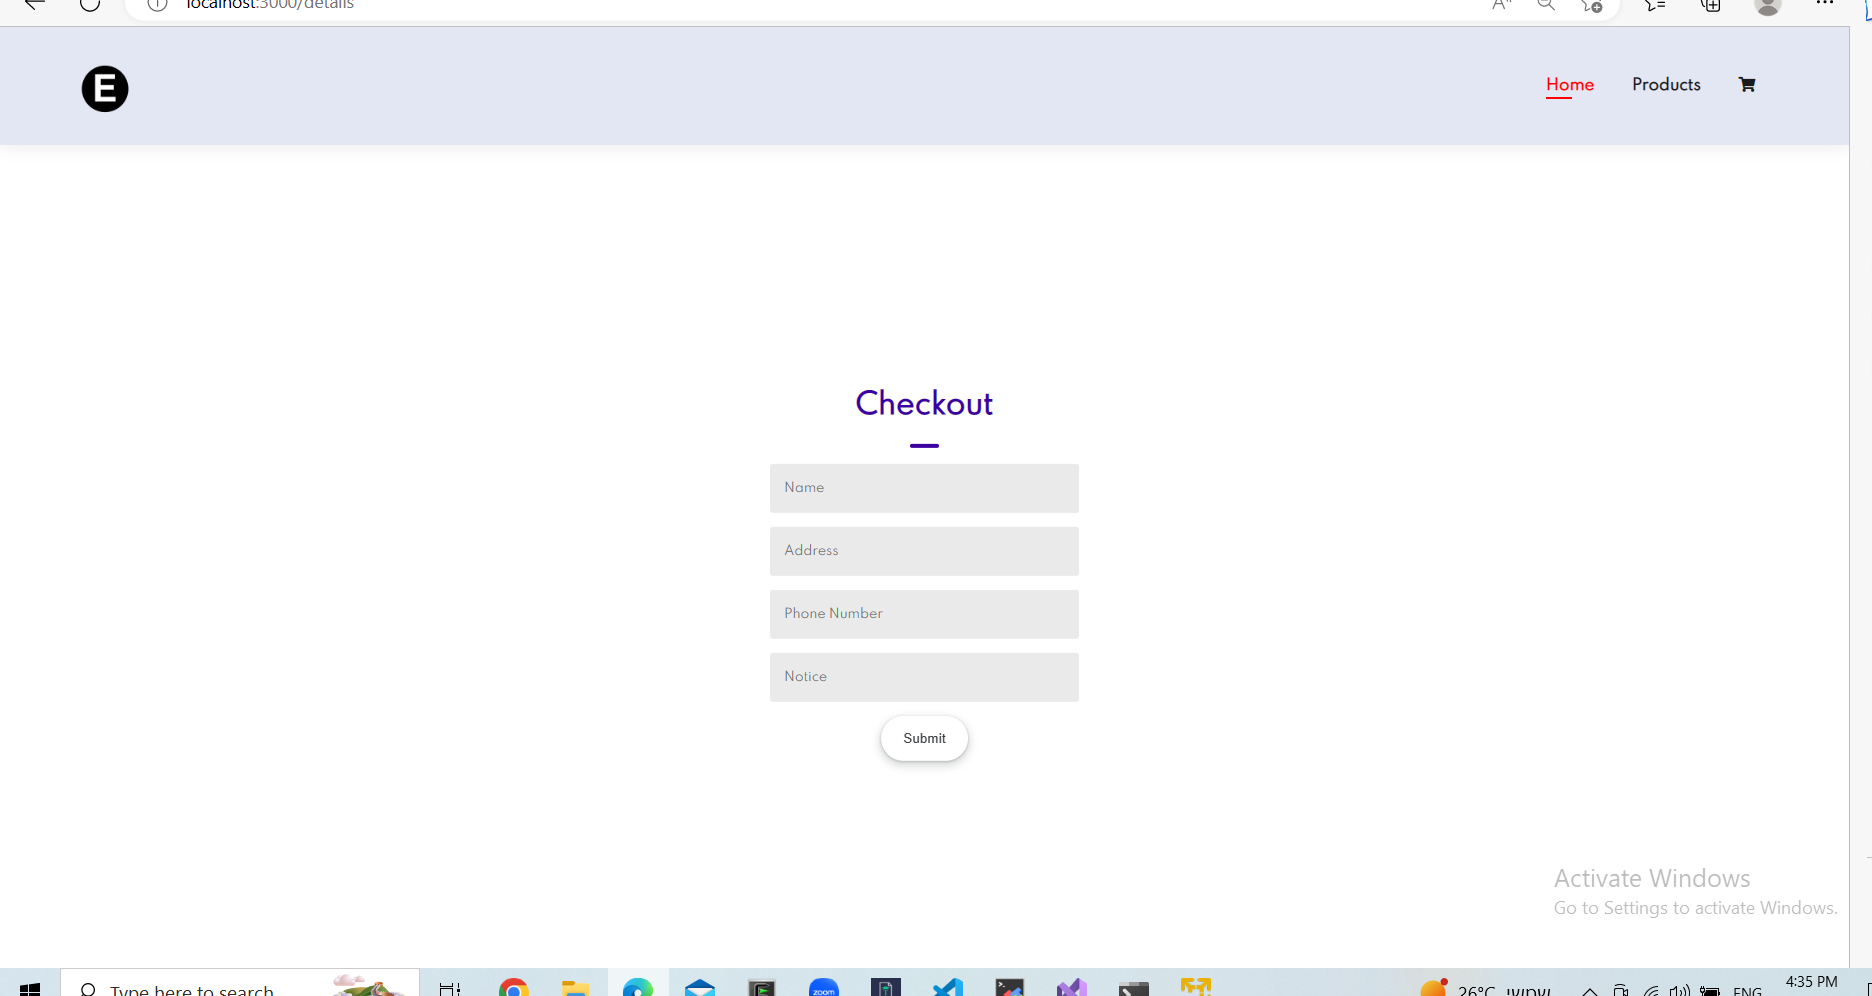 localhost:3000/details
E
Home Products
Checkout
Name
Address
Phone Number
Notice
Submit
Activate Windows
Go to Settings to activate Windows.
Type here to search
zoom
26°C שמשי
ENG
4:35 PM